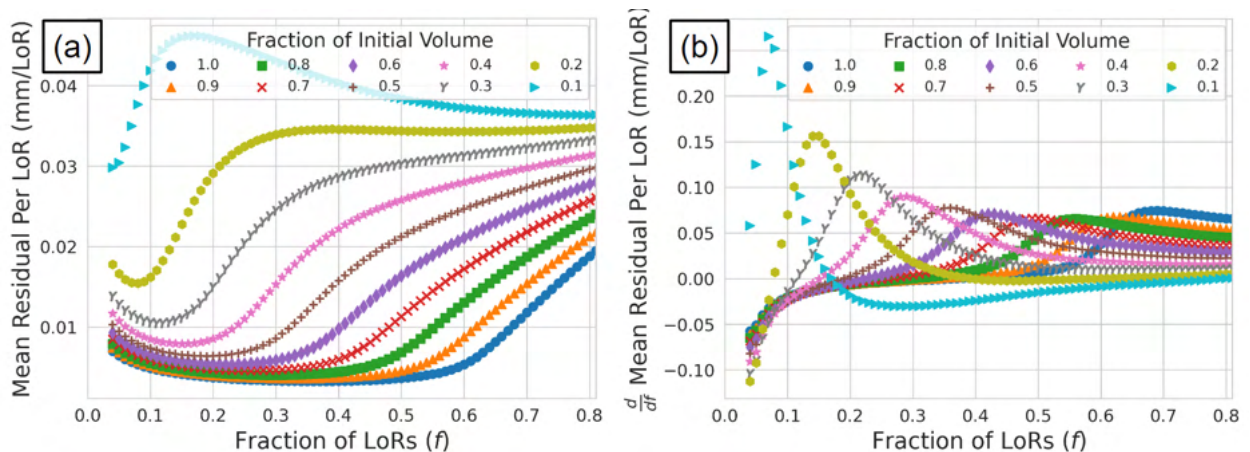 (a)
Fraction of Initial Volume
1.0 0.8 0.6 0.4 0.2
0.9 0.7 0.5 0.3 0.1
Mean Residual Per LoR (mm/LoR)
0.04
0.03
0.02
0.01
0.0 0.1 0.2 0.3 0.4 0.5 0.6 0.7 0.8
Fraction of LoRs (f)
(b)
Fraction of Initial Volume
1.0 0.8 0.6 0.4 0.2
0.9 0.7 0.5 0.3 0.1
d/df Mean Residual Per LoR (mm/LoR)
0.20
0.15
0.10
0.05
0.00
−0.05
−0.10
0.0 0.1 0.2 0.3 0.4 0.5 0.6 0.7 0.8
Fraction of LoRs (f)